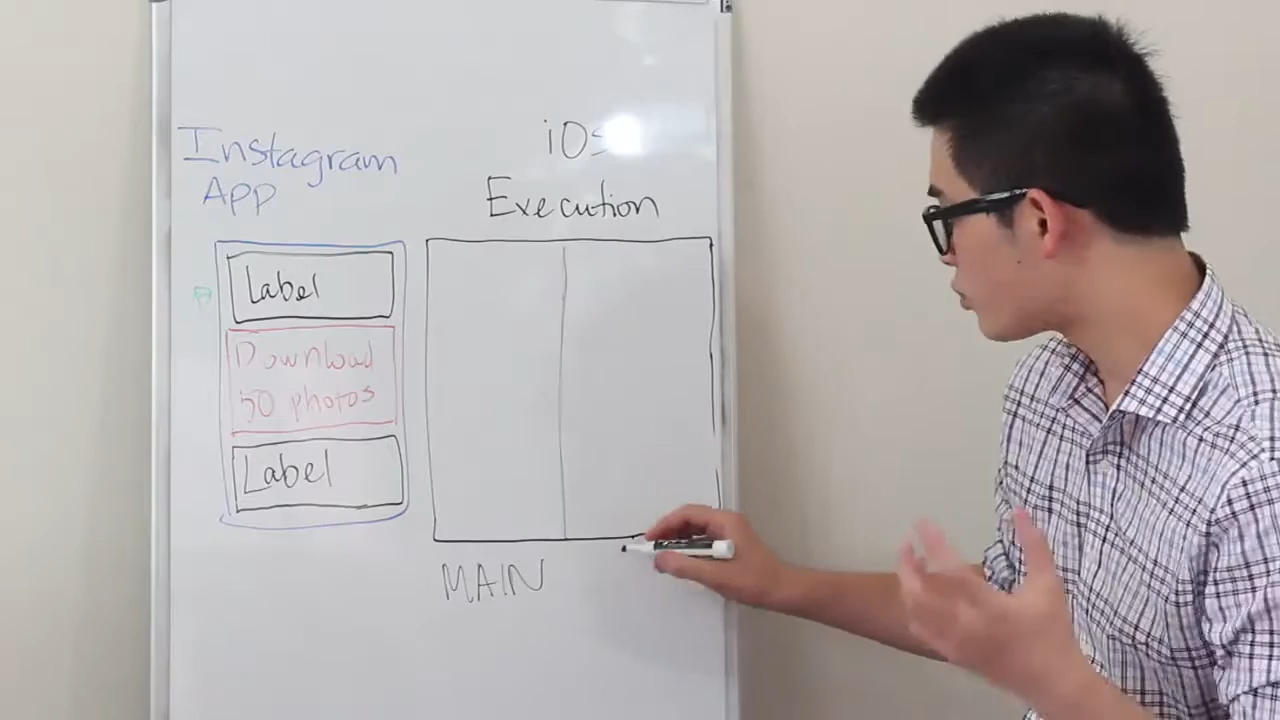 Instagram
App
iOS
Execution
Label
Download
50 photos
Label
MAIN